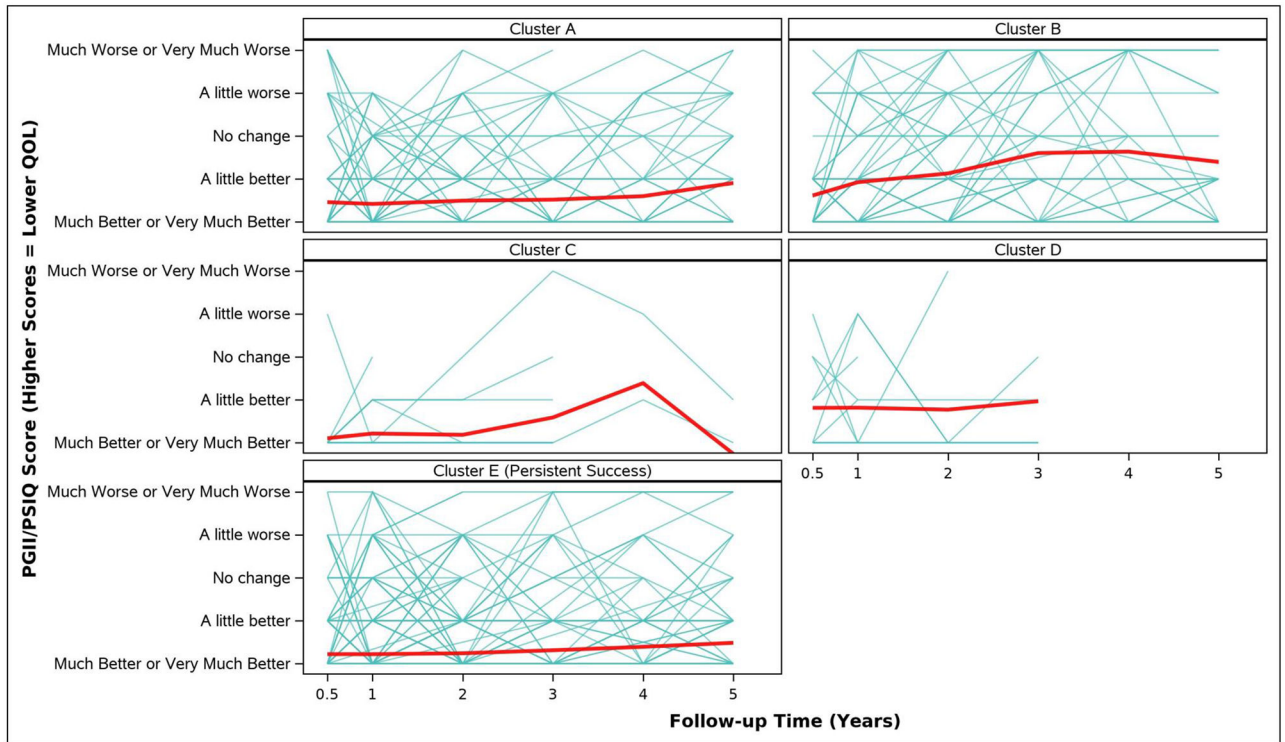 PGII/PSIQ Score (Higher Scores = Lower QOL)
Cluster A
Cluster B
Much Worse or Very Much Worse
A little worse
No change
A little better
Much Better or Very Much Better
Cluster C
Cluster D
Much Worse or Very Much Worse
A little worse
No change
A little better
Much Better or Very Much Better
0.5 1 2 3 4 5
Cluster E (Persistent Success)
Much Worse or Very Much Worse
A little worse
No change
A little better
Much Better or Very Much Better
0.5 1 2 3 4 5
Follow-up Time (Years)